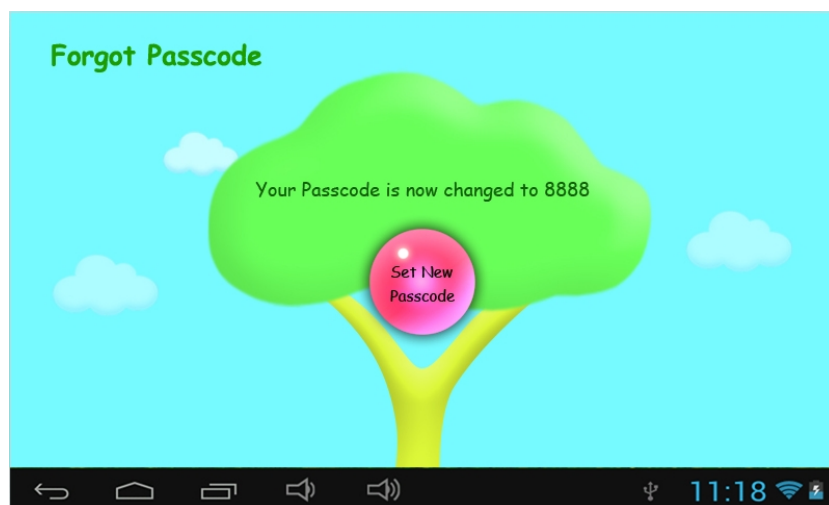 Forgot Passcode
Your Passcode is now changed to 8888
Set New
Passcode
11:18